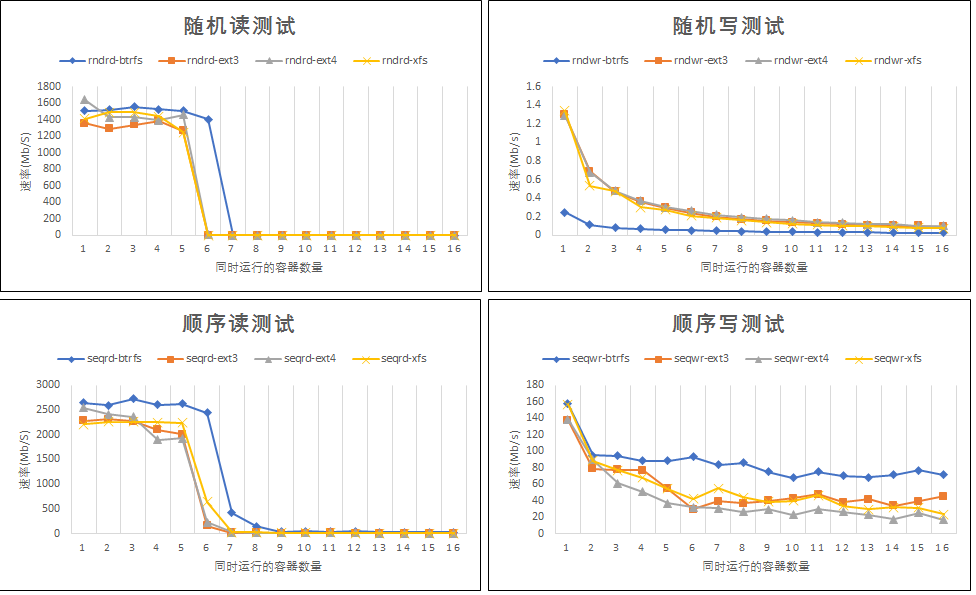 随机读测试
rndrd-btrfs rndrd-ext3 rndrd-ext4 rndrd-xfs
速率(Mb/S)
1800
1600
1400
1200
1000
800
600
400
200
0
1 2 3 4 5 6 7 8 9 10 11 12 13 14 15 16
同时运行的容器数量
随机写测试
rndwr-btrfs rndwr-ext3 rndwr-ext4 rndwr-xfs
速率(Mb/s)
1.6
1.4
1.2
1
0.8
0.6
0.4
0.2
0
1 2 3 4 5 6 7 8 9 10 11 12 13 14 15 16
同时运行的容器数量
顺序读测试
seqrd-btrfs seqrd-ext3 seqrd-ext4 seqrd-xfs
速率(Mb/S)
3000
2500
2000
1500
1000
500
0
1 2 3 4 5 6 7 8 9 10 11 12 13 14 15 16
同时运行的容器数量
顺序写测试
seqwr-btrfs seqwr-ext3 seqwr-ext4 seqwr-xfs
速率(Mb/s)
180
160
140
120
100
80
60
40
20
0
1 2 3 4 5 6 7 8 9 10 11 12 13 14 15 16
同时运行的容器数量